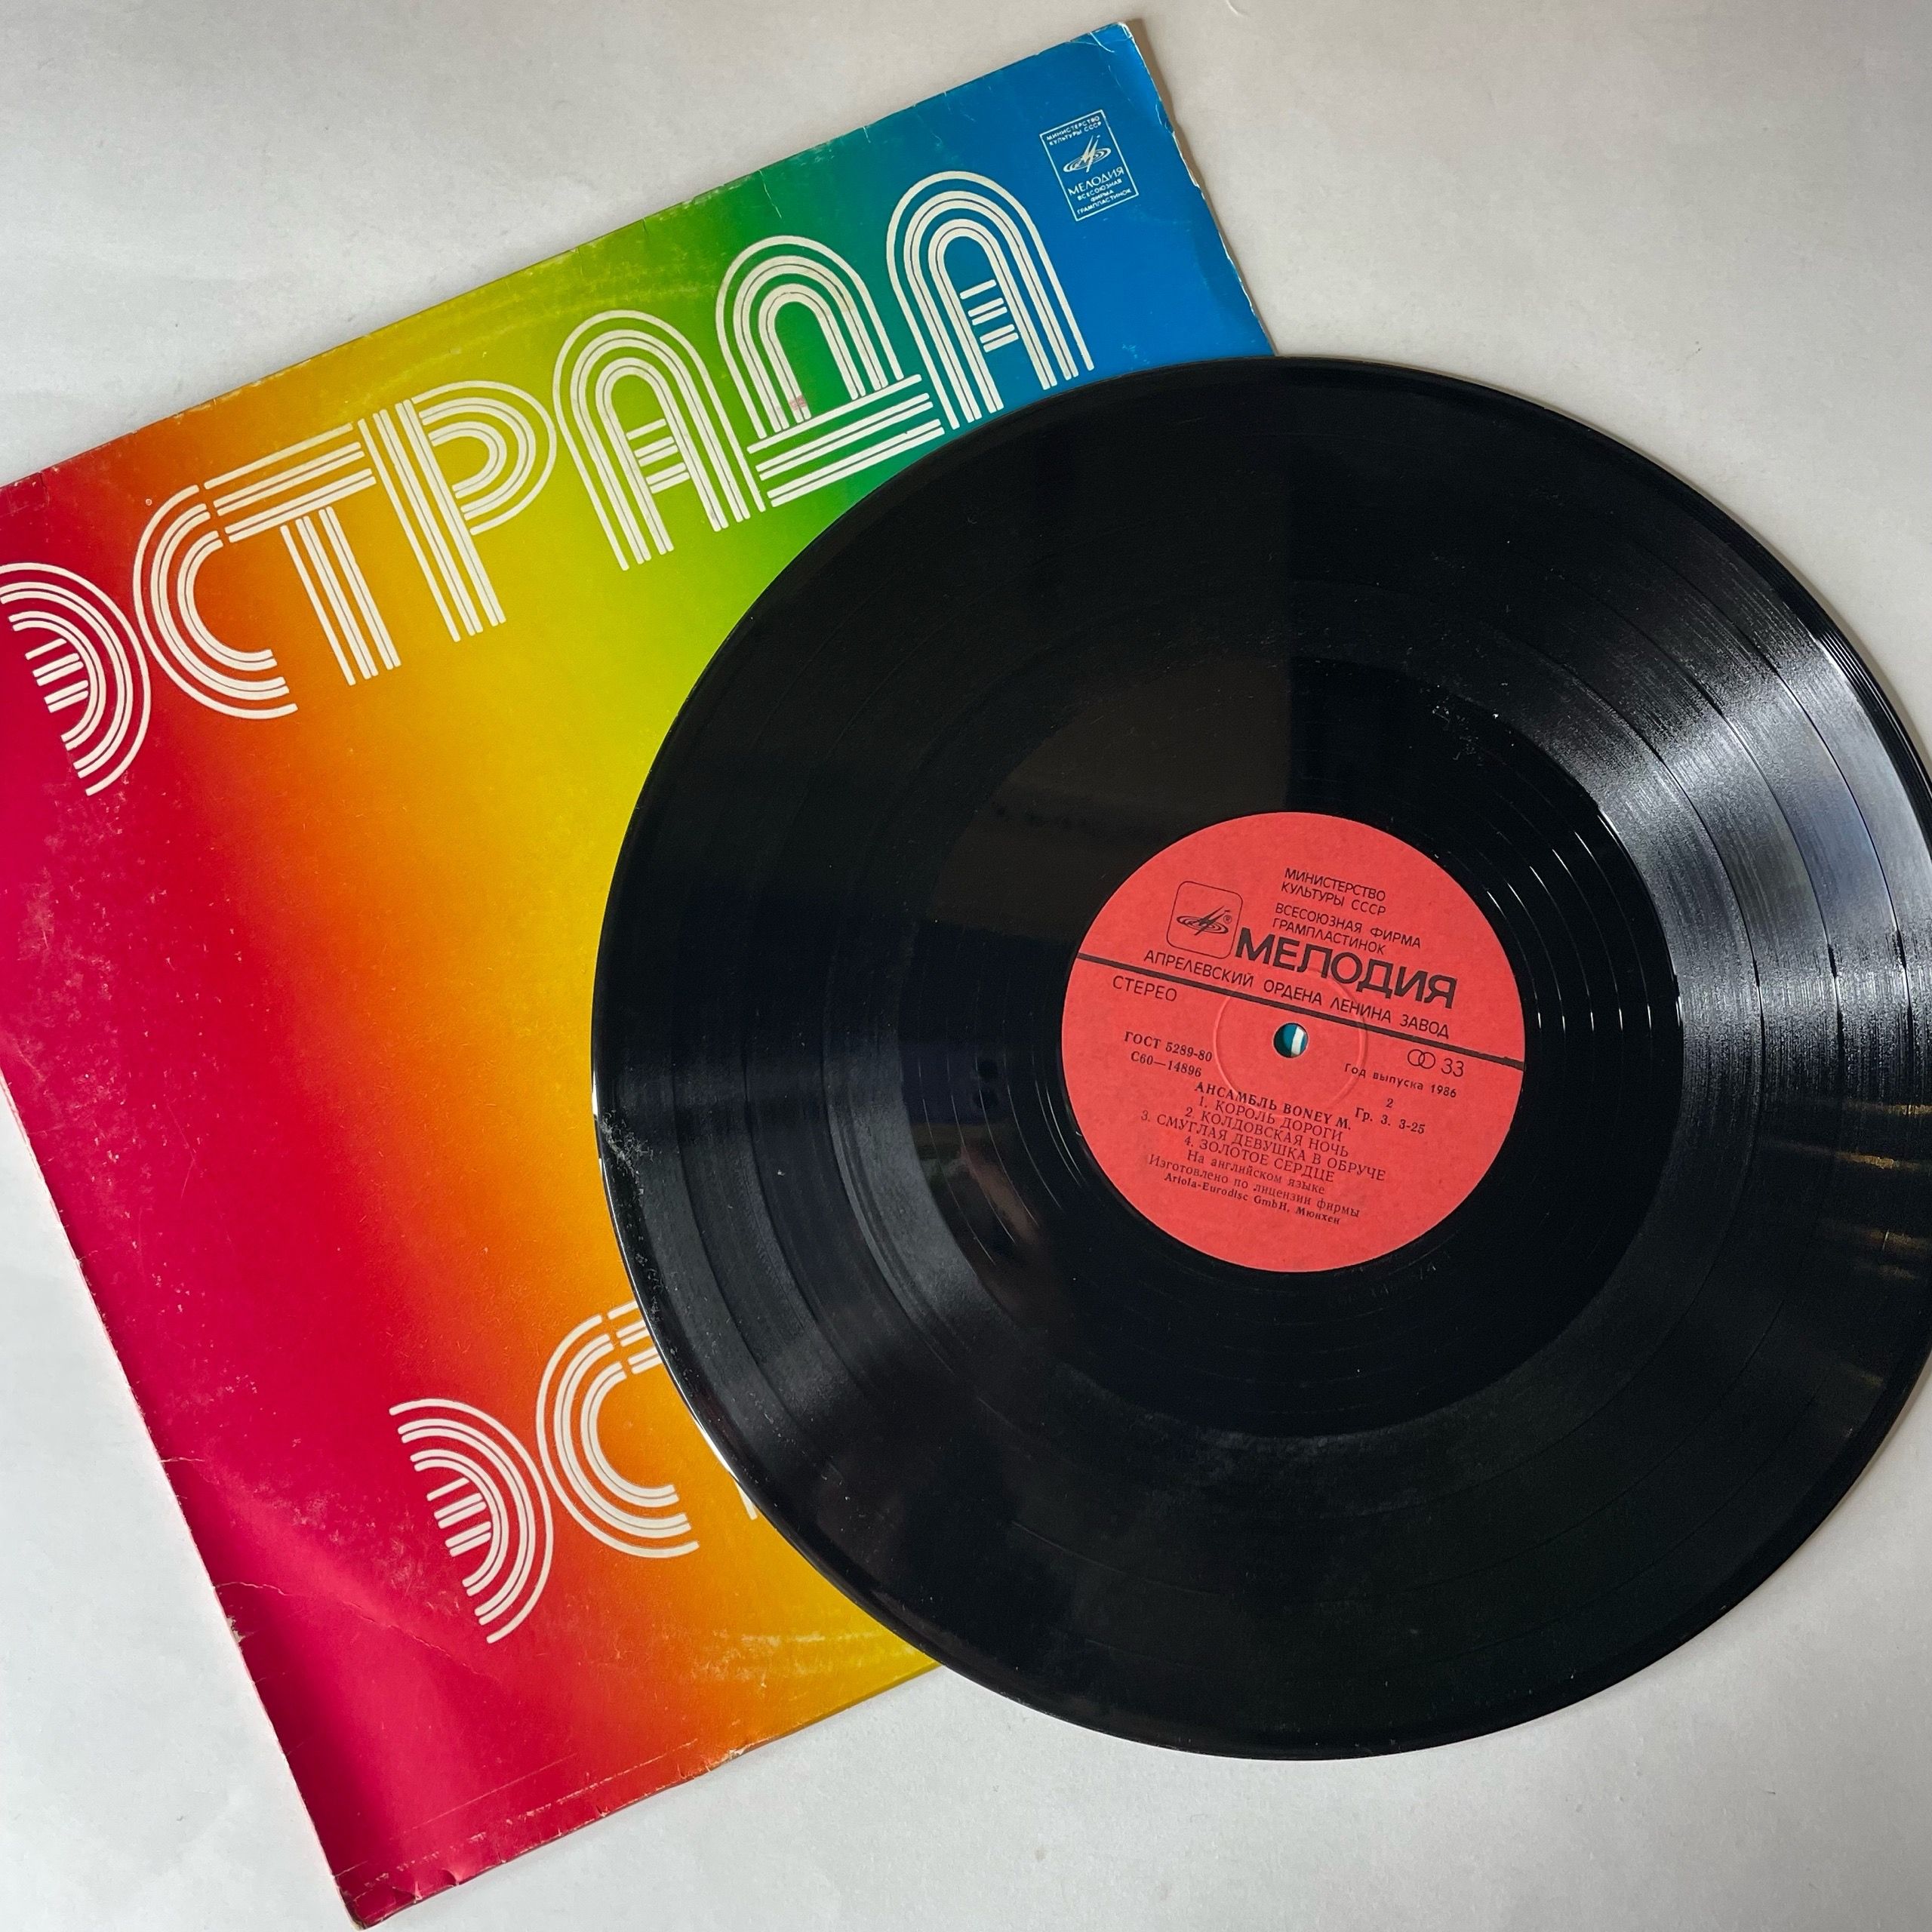 МИНИСТЕРСТВО
КУЛЬТУРЫ СССР
МЕЛОДИЯ
ВСЕСОЮЗНАЯ
ФИРМА
ГРАМПЛАСТИНОК
ЭСТРАДА
ЭСТ
МИНИСТЕРСТВО
КУЛЬТУРЫ СССР
ВСЕСОЮЗНАЯ ФИРМА
ГРАМПЛАСТИНОК
®
МЕЛОДИЯ
АПРЕЛЕВСКИЙ ОРДЕНА ЛЕНИНА ЗАВОД
СТЕРЕО
33
ГОСТ 5289-80
С60—14896
Год выпуска 1986
2
Гр. 3. 3-25
АНСАМБЛЬ BONEY M.
1. КОРОЛЬ ДОРОГИ
2. КОЛДОВСКАЯ НОЧЬ
3. СМУГЛАЯ ДЕВУШКА В ОБРУЧЕ
4. ЗОЛОТОЕ СЕРДЦЕ
На английском языке
Изготовлено по лицензии фирмы
Ariola-Eurodisc GmbH, Мюнхен